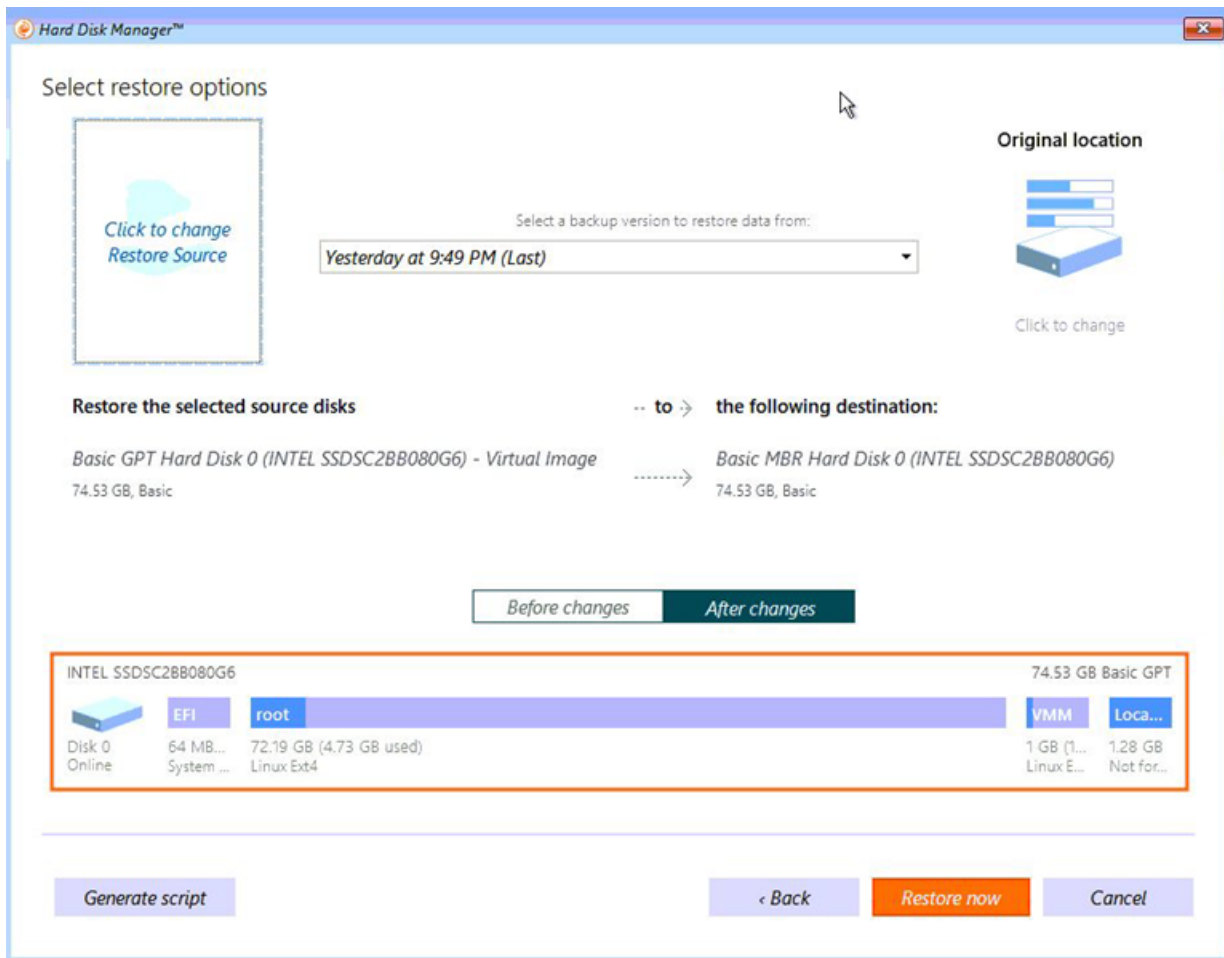 Hard Disk Manager™
Select restore options
Click to change
Restore Source
Select a backup version to restore data from:
Yesterday at 9:49 PM (Last)
Original location
Click to change
Restore the selected source disks
to
the following destination:
Basic GPT Hard Disk 0 (INTEL SSDSC2BB080G6) - Virtual Image
74.53 GB, Basic
Basic MBR Hard Disk 0 (INTEL SSDSC2BB080G6)
74.53 GB, Basic
Before changes
After changes
INTEL SSDSC2BB080G6
74.53 GB Basic GPT
EFI
root
VMM
Loca...
Disk 0
64 MB...
72.19 GB (4.73 GB used)
1 GB (1...
1.28 GB
Online
System ...
Linux Ext4
Linux E...
Not for...
Generate script
‹ Back
Restore now
Cancel